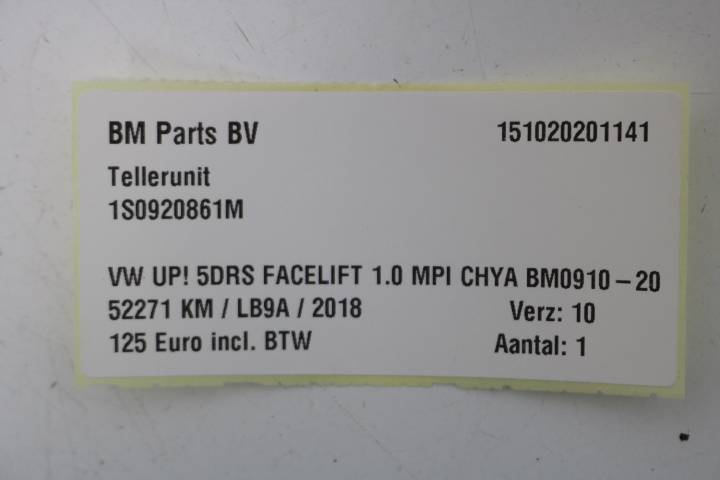 BM Parts BV 151020201141
Tellerunit
1S0920861M
VW UP! 5DRS FACELIFT 1.0 MPI CHYA BM0910-20
52271 KM / LB9A / 2018 Verz: 10
125 Euro incl. BTW Aantal: 1